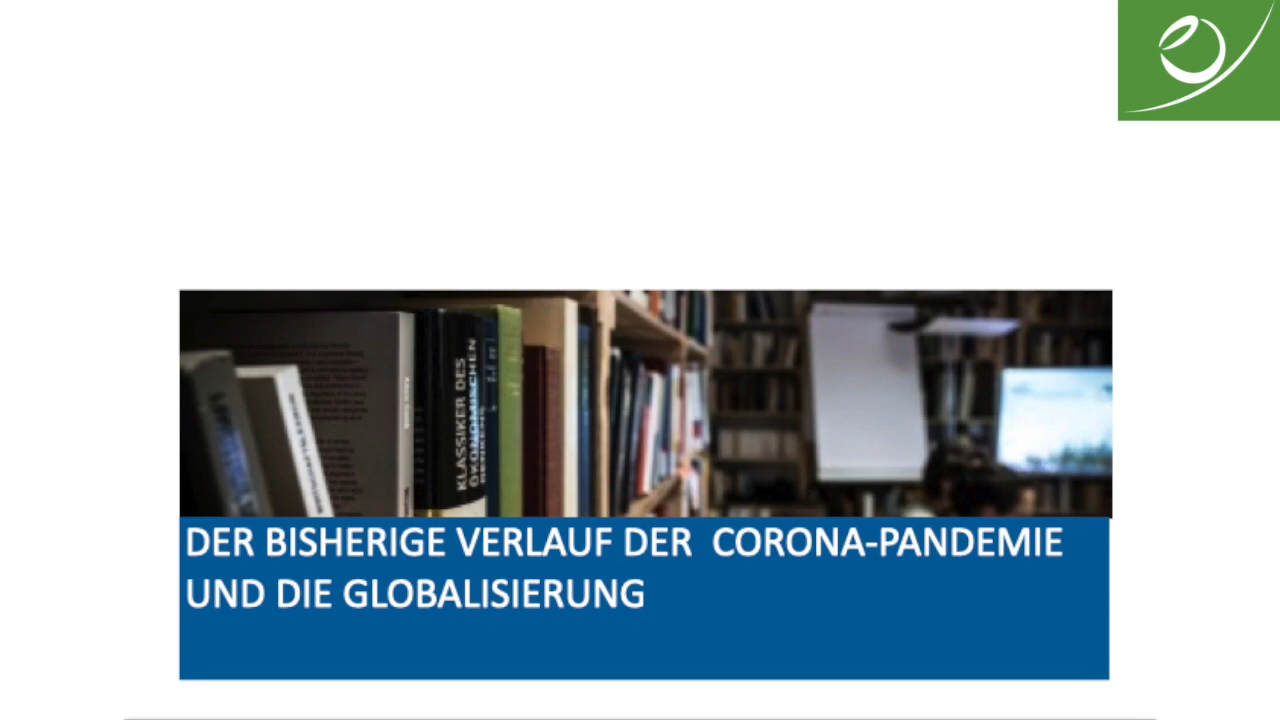 KLASSIKER DES
ÖKONOMISCHEN
DENKENS
DER BISHERIGE VERLAUF DER CORONA-PANDEMIE
UND DIE GLOBALISIERUNG